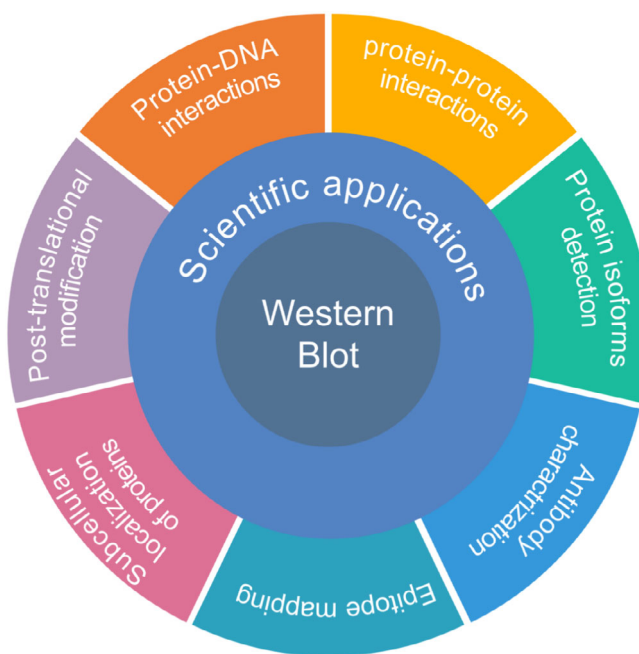 Western
Blot
Scientific applications
protein-protein
interactions
Protein isoforms
detection
Antibody
charactrization
Epitope mapping
Subcellular
localization
of proteins
Post-translational
modification
Protein-DNA
interactions